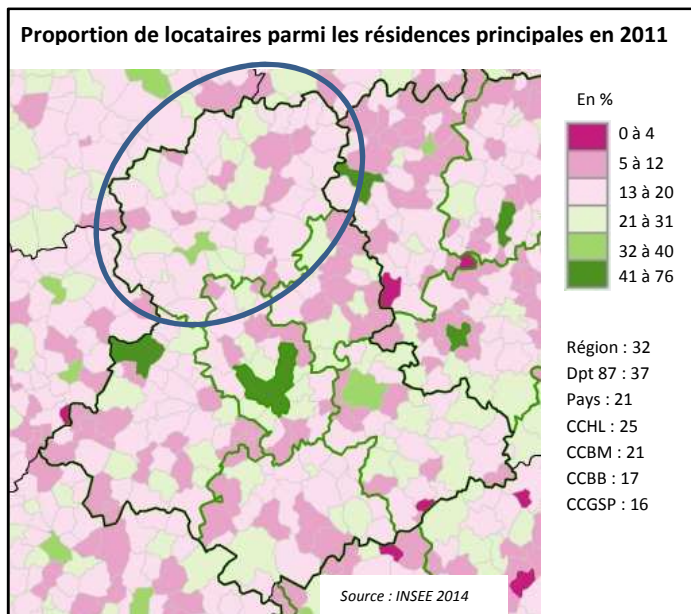 Proportion de locataires parmi les résidences principales en 2011
En %
0 à 4
5 à 12
13 à 20
21 à 31
32 à 40
41 à 76
Région : 32
Dpt 87 : 37
Pays : 21
CCHL : 25
CCBM : 21
CCBB : 17
CCGSP : 16
Source : INSEE 2014